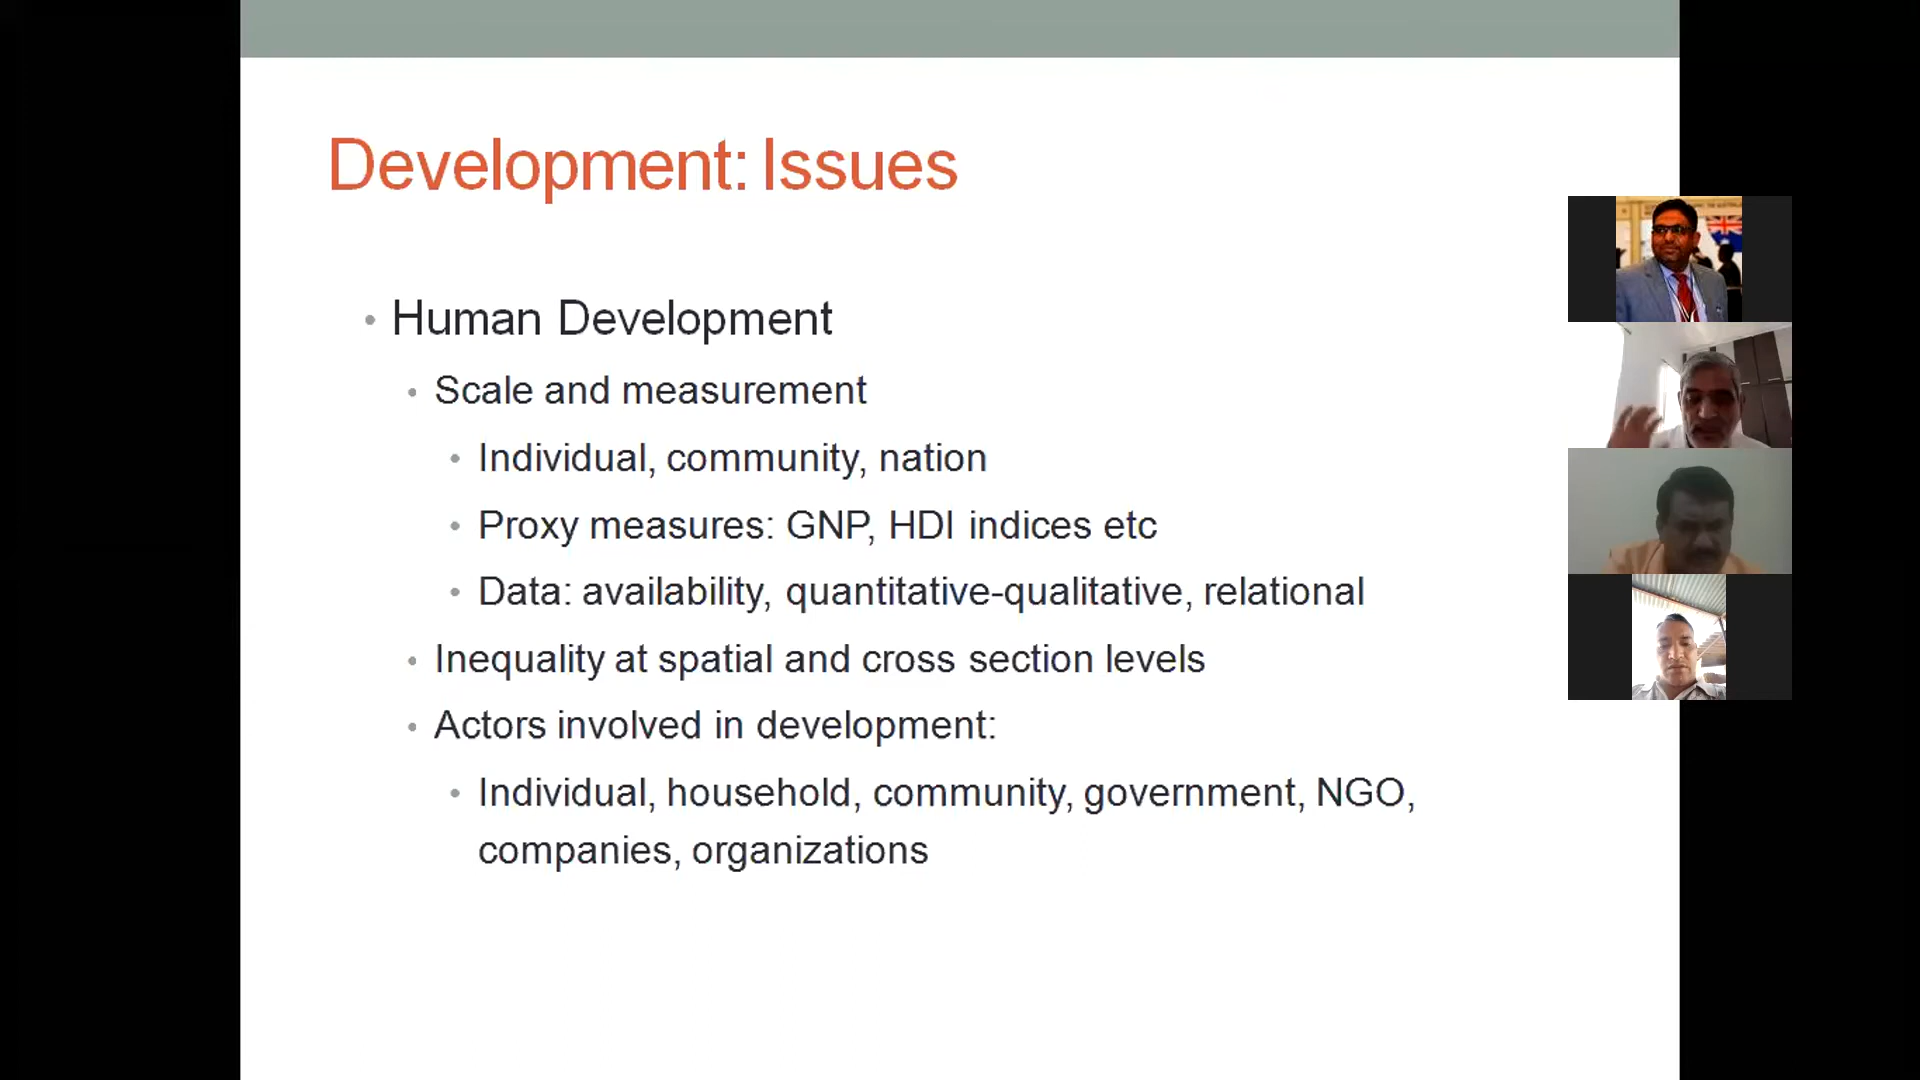 Development: Issues
• Human Development
• Scale and measurement
• Individual, community, nation
• Proxy measures: GNP, HDI indices etc
• Data: availability, quantitative-qualitative, relational
• Inequality at spatial and cross section levels
• Actors involved in development:
• Individual, household, community, government, NGO,
companies, organizations